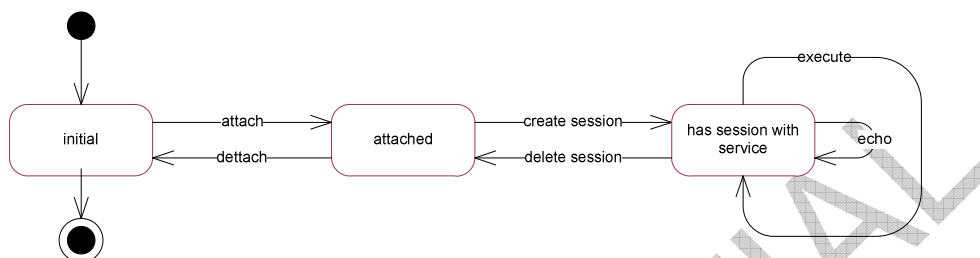 execute
initial
attach
dettach
attached
create session
delete session
has session with
service
echo